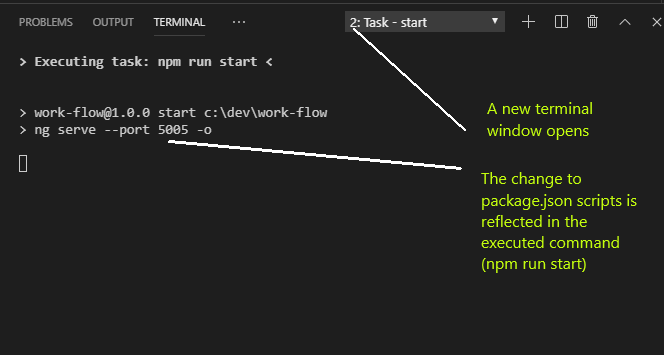 PROBLEMS OUTPUT TERMINAL ··· 2: Task - start
> Executing task: npm run start <
> work-flow@1.0.0 start c:\dev\work-flow
> ng serve --port 5005 -o
A new terminal
window opens
The change to
package.json scripts is
reflected in the
executed command
(npm run start)